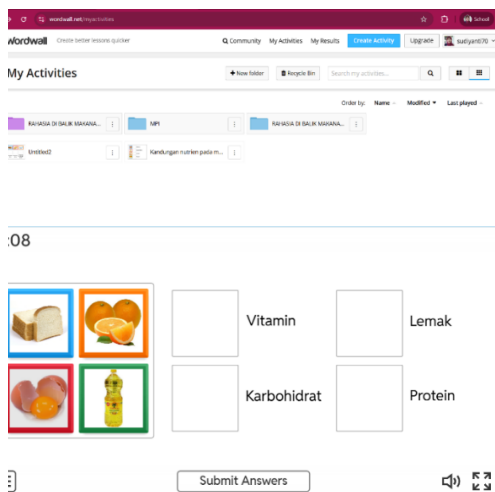 wordwall.net/myactivities
School
Wordwall Create better lessons quicker
Community My Activities My Results Create Activity Upgrade sudiyanti70
My Activities
New folder Recycle Bin Search my activities...
Order by: Name Modified Last played
RAHASIA DI BALIK MAKANA... MPI RAHASIA DI BALIK MAKANA...
Untitled2 Kandungan nutrien pada m...
:08
Vitamin Lemak
Karbohidrat Protein
Submit Answers